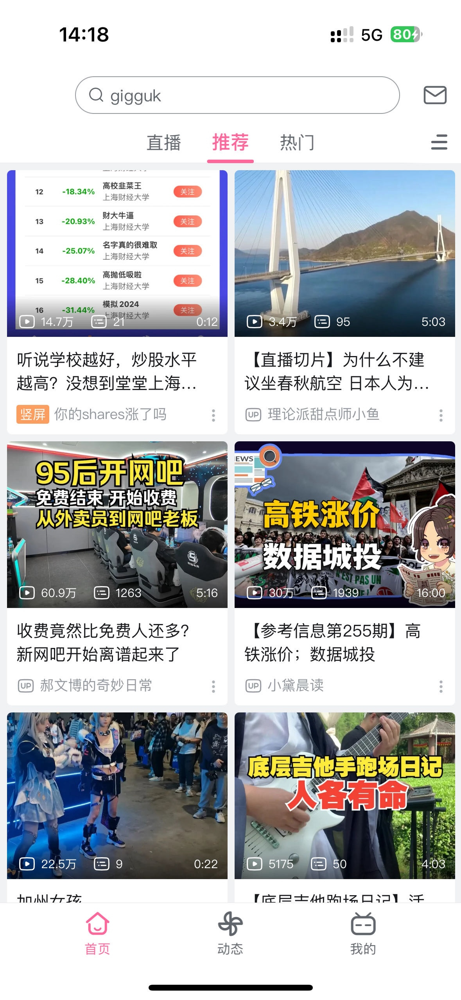 14:18
5G
80
gigguk
直播
推荐
热门
12 -18.34% 高校韭菜王 关注
上海财经大学
13 -20.93% 财大牛逼 关注
上海财经大学
14 -25.07% 名字真的很难取 关注
上海财经大学
15 -28.40% 高抛低吸啦 关注
上海财经大学
16 -31.44% 模拟 2024 关注
上海财经大学
14.7万 21 0:12
听说学校越好，炒股水平
越高？没想到堂堂上海...
竖屏 你的shares涨了吗
3.4万 95 5:03
【直播切片】为什么不建
议坐春秋航空 日本人为...
UP 理论派甜点师小鱼
95后开网吧
免费结束 开始收费
从外卖员到网吧老板
60.9万 1263 5:16
收费竟然比免费人还多？
新网吧开始离谱起来了
UP 郝文博的奇妙日常
EWS
高铁涨价
数据城投
GAZA
N'EST PAS UN
30万 1939 16:00
【参考信息第255期】高
铁涨价；数据城投
UP 小黛晨读
22.5万 9 0:22
加州女孩
底层吉他手跑场日记
人各有命
5175 50 4:03
【底层吉他跑场日记】活
首页
动态
我的